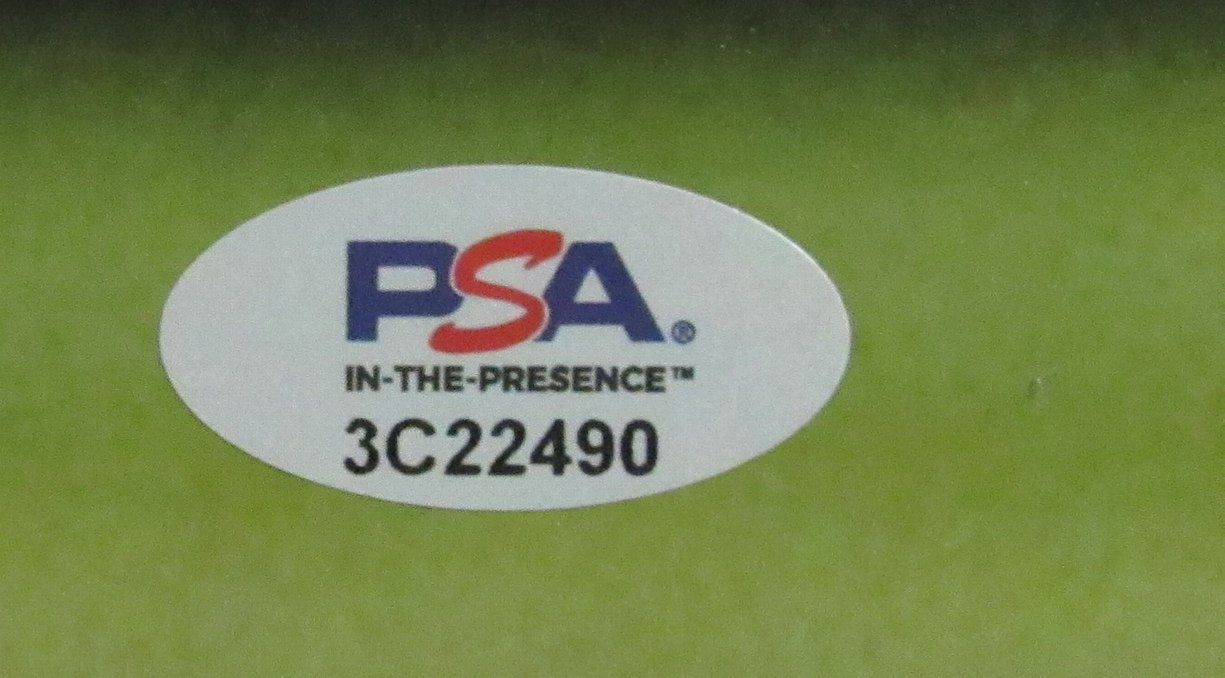 PSA®
IN-THE-PRESENCE™
3C22490